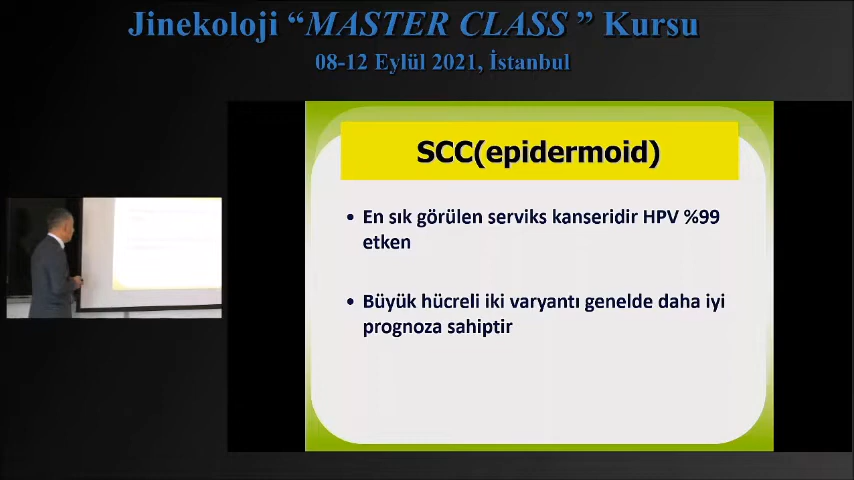 Jinekoloji “MASTER CLASS ” Kursu
08-12 Eylül 2021, İstanbul
SCC(epidermoid)
• En sık görülen serviks kanseridir HPV %99
etken
• Büyük hücreli iki varyantı genelde daha iyi
prognoza sahiptir